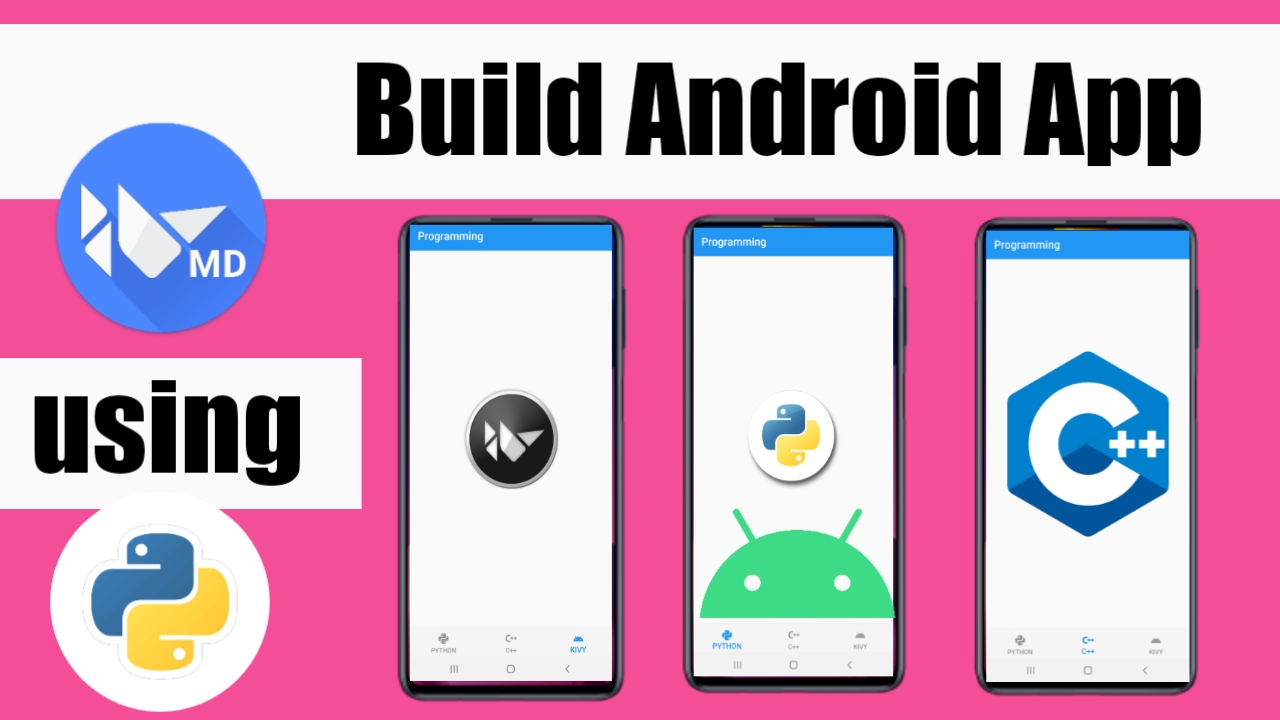 Build Android App
MD
using
Programming
PYTHON
C++
C++
KIVY
Programming
PYTHON
C++
C++
KIVY
Programming
C++
PYTHON
C++
C++
KIVY